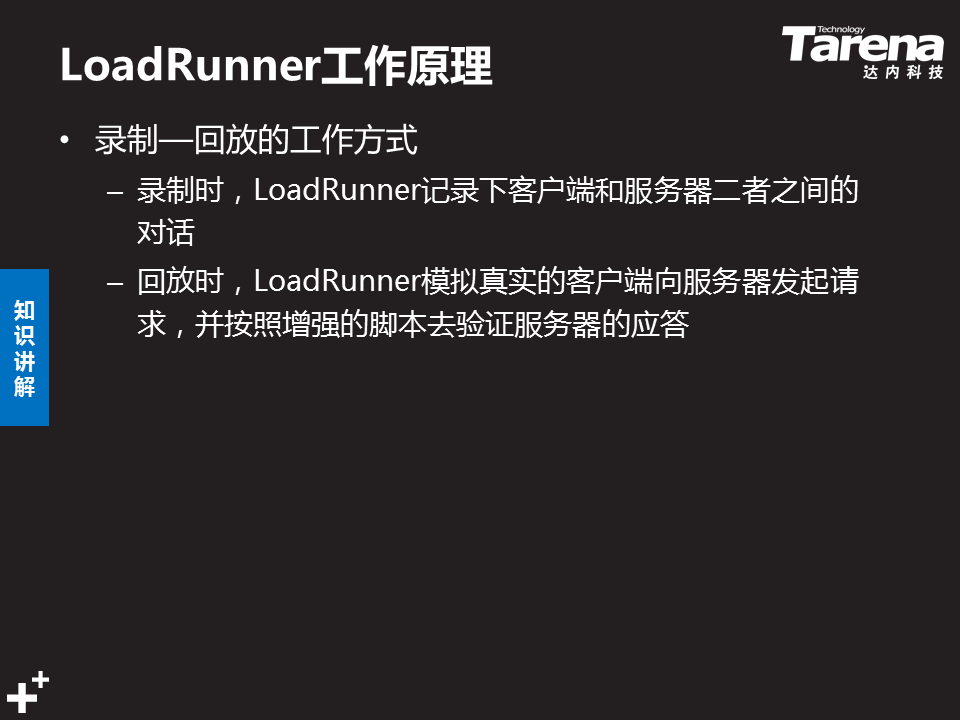 LoadRunner工作原理
Technology
Tarena
达内科技
• 录制—回放的工作方式
– 录制时，LoadRunner记录下客户端和服务器二者之间的
对话
– 回放时，LoadRunner模拟真实的客户端向服务器发起请
求，并按照增强的脚本去验证服务器的应答
知
识
讲
解